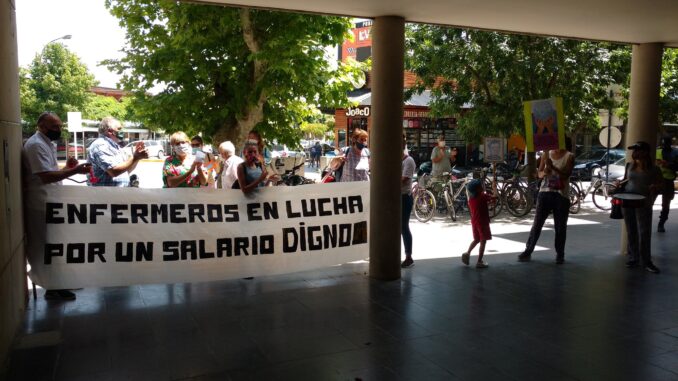 ENFERMEROS EN LUCHA
POR UN SALARIO DIGNO